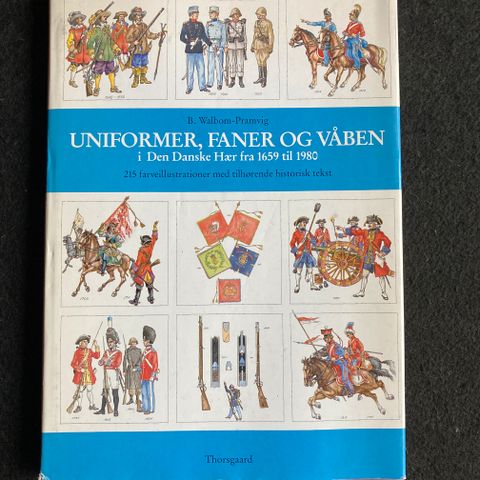 B. Walbom-Pramvig
UNIFORMER, FANER OG VÅBEN
i Den Danske Hær fra 1659 til 1980
215 farveillustrationer med tilhørende historisk tekst
Thorsgaard